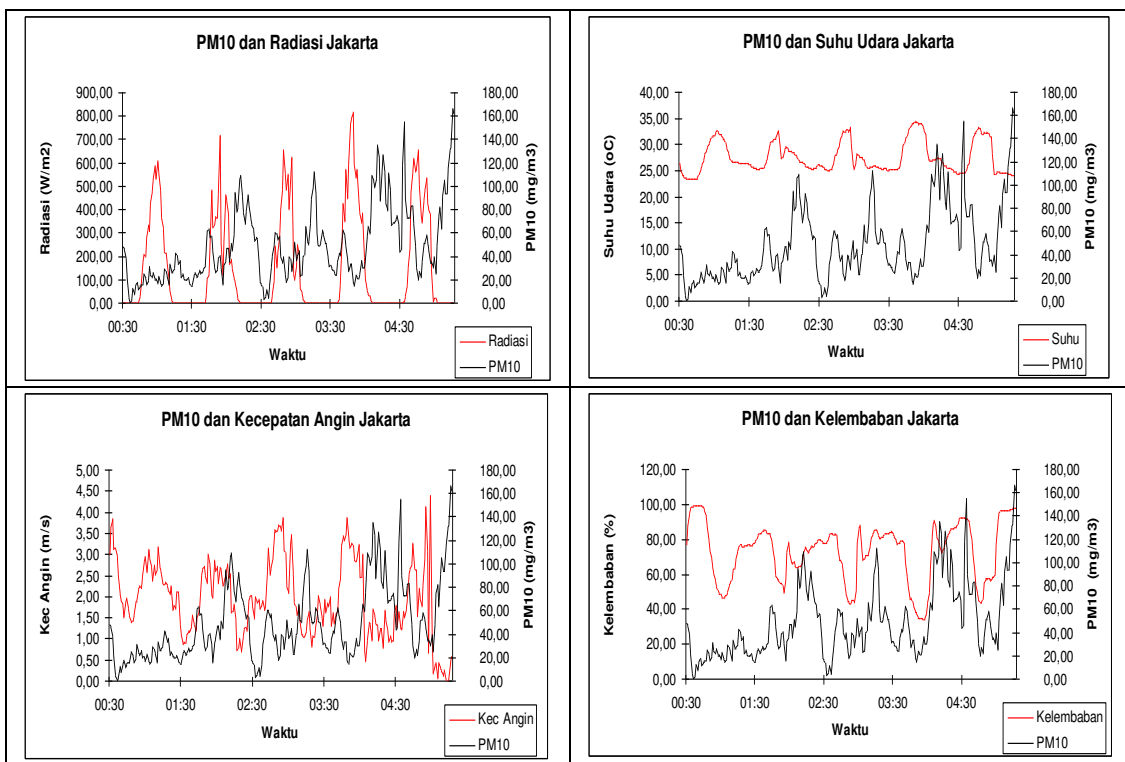 PM10 dan Radiasi Jakarta
Radiasi (W/m2)
900,00
800,00
700,00
600,00
500,00
400,00
300,00
200,00
100,00
0,00
180,00
160,00
140,00
120,00
100,00
80,00
60,00
40,00
20,00
0,00
PM10 (mg/m3)
00:30 01:30 02:30 03:30 04:30
Waktu
Radiasi
PM10
PM10 dan Suhu Udara Jakarta
Suhu Udara (oC)
40,00
35,00
30,00
25,00
20,00
15,00
10,00
5,00
0,00
180,00
160,00
140,00
120,00
100,00
80,00
60,00
40,00
20,00
0,00
PM10 (mg/m3)
00:30 01:30 02:30 03:30 04:30
Waktu
Suhu
PM10
PM10 dan Kecepatan Angin Jakarta
Kec Angin (m/s)
5,00
4,50
4,00
3,50
3,00
2,50
2,00
1,50
1,00
0,50
0,00
180,00
160,00
140,00
120,00
100,00
80,00
60,00
40,00
20,00
0,00
PM10 (mg/m3)
00:30 01:30 02:30 03:30 04:30
Waktu
Kec Angin
PM10
PM10 dan Kelembaban Jakarta
Kelembaban (%)
120,00
100,00
80,00
60,00
40,00
20,00
0,00
180,00
160,00
140,00
120,00
100,00
80,00
60,00
40,00
20,00
0,00
PM10 (mg/m3)
00:30 01:30 02:30 03:30 04:30
Waktu
Kelembaban
PM10